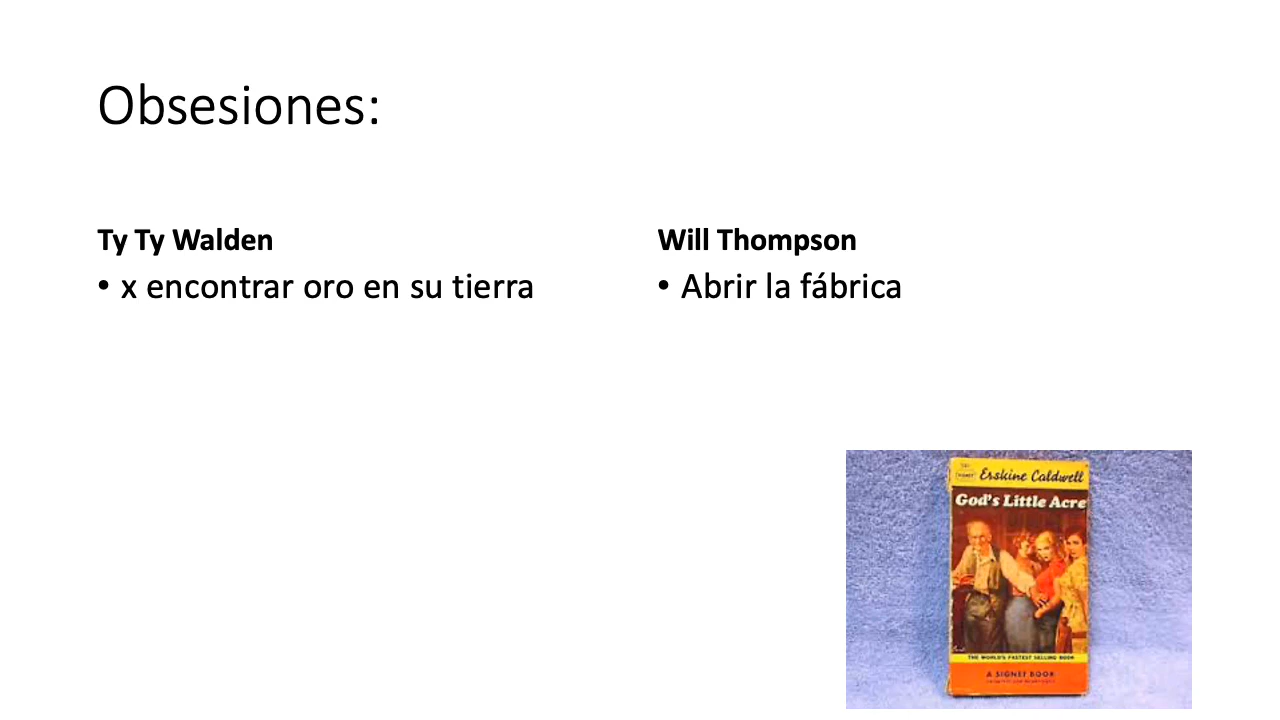 Obsesiones:
Ty Ty Walden
• x encontrar oro en su tierra
Will Thompson
• Abrir la fábrica
Erskine Caldwell
God's Little Acre
THE WORLD'S FASTEST SELLING BOOK
A SIGNET BOOK